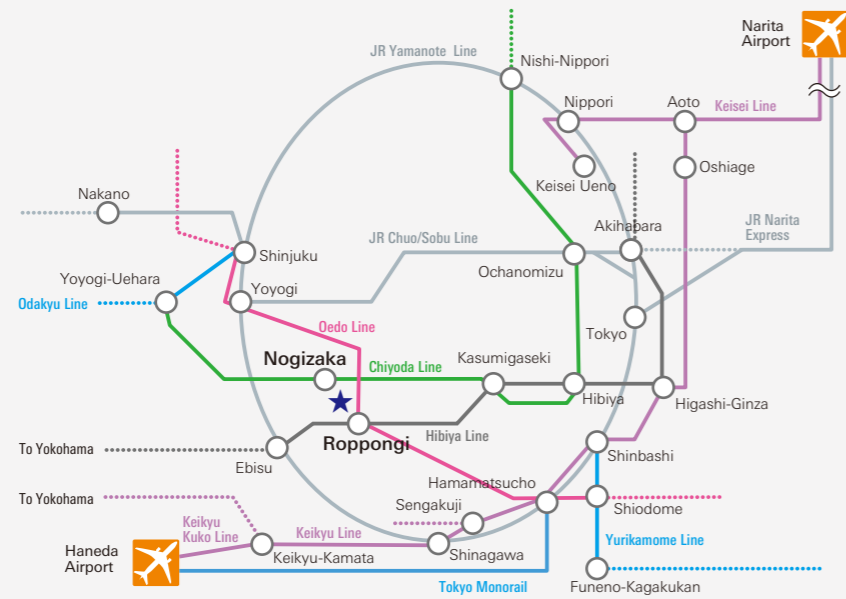 Narita
Airport
JR Yamanote Line
Nishi-Nippori
Nippori
Aoto
Keisei Line
Oshiage
Keisei Ueno
Nakano
Akihabara
JR Narita
Express
Shinjuku
JR Chuo/Sobu Line
Ochanomizu
Yoyogi-Uehara
Yoyogi
Odakyu Line
Oedo Line
Tokyo
Nogizaka
Chiyoda Line
Kasumigaseki
Hibiya
Higashi-Ginza
Roppongi
Hibiya Line
To Yokohama
Ebisu
Shinbashi
Hamamatsucho
To Yokohama
Sengakuji
Shiodome
Keikyu
Kuko Line
Keikyu Line
Yurikamome Line
Haneda
Airport
Keikyu-Kamata
Shinagawa
Tokyo Monorail
Funeno-Kagakukan